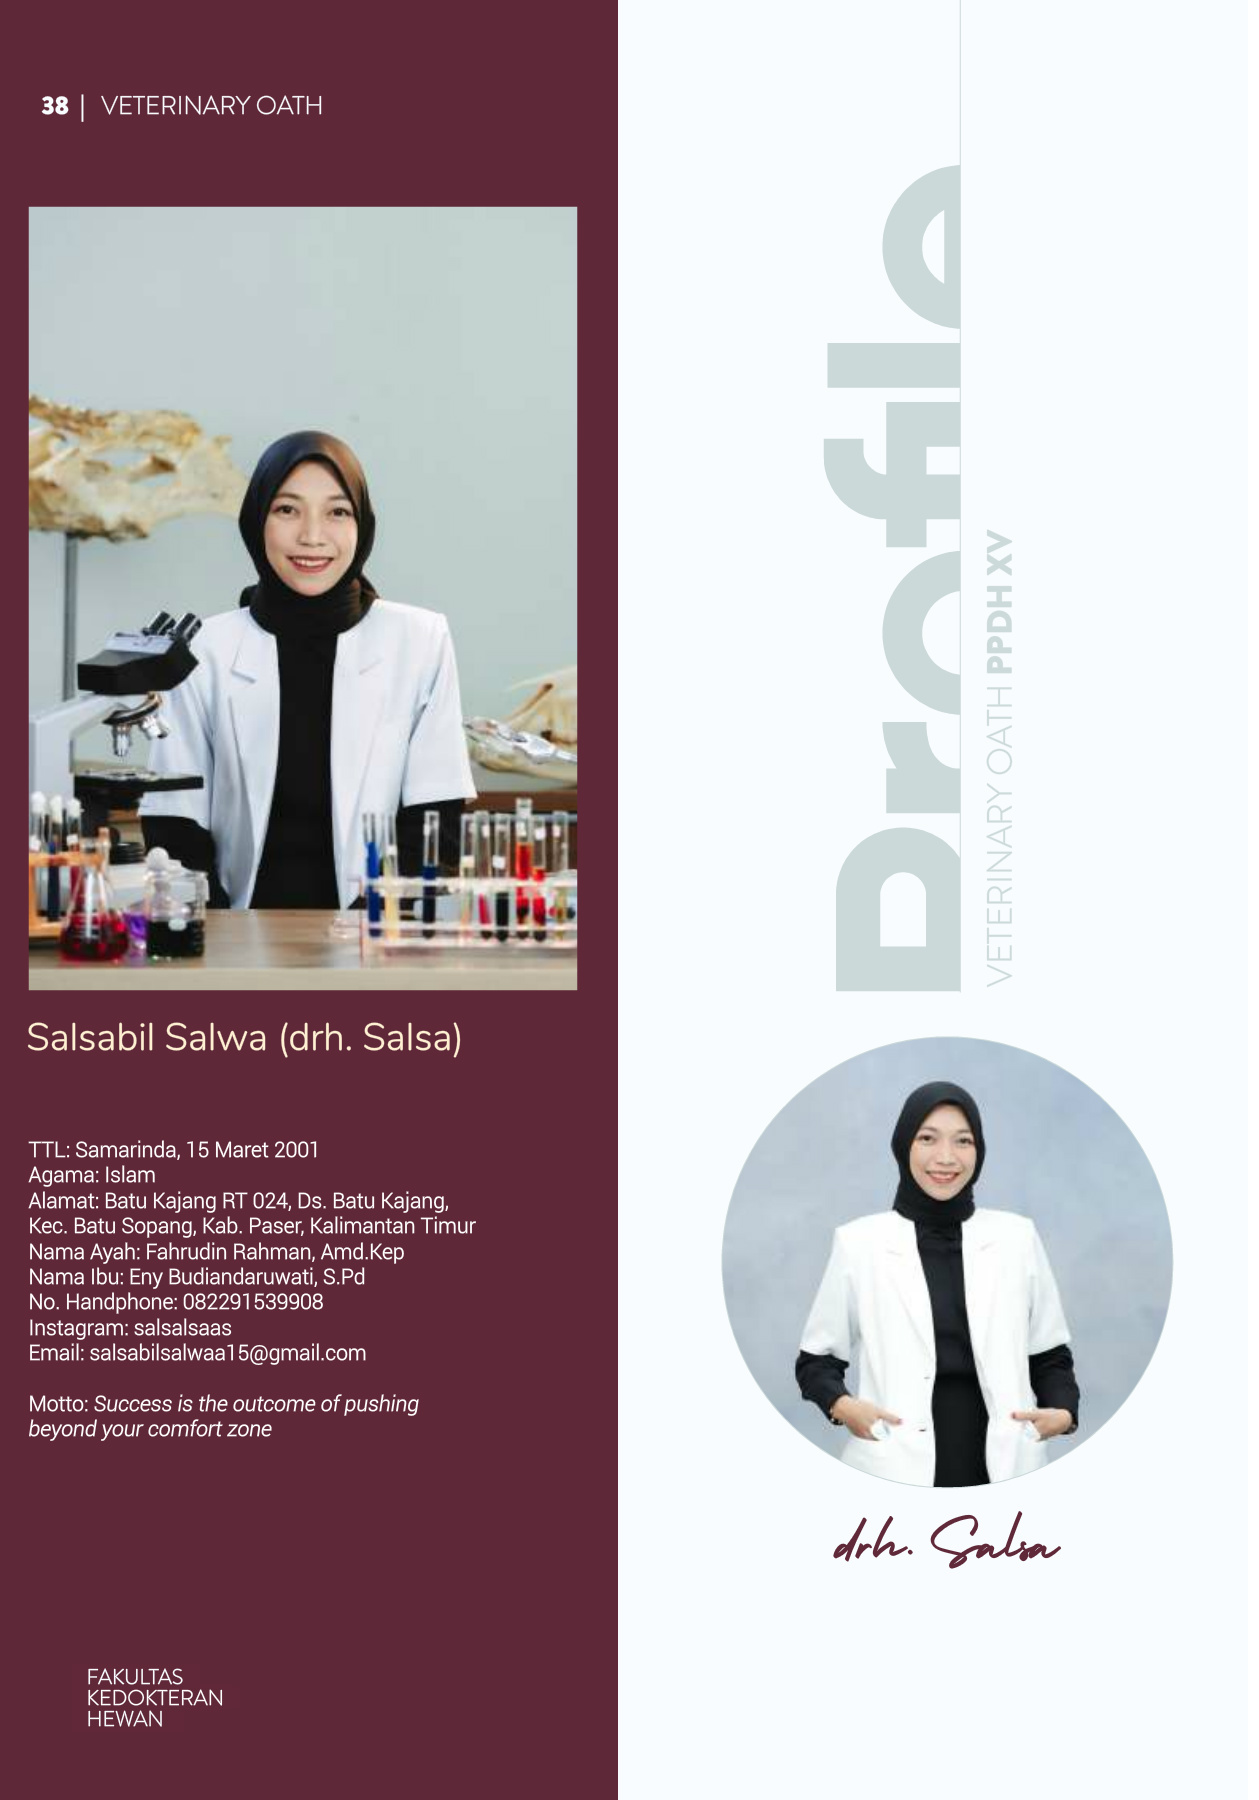 38 | VETERINARY OATH
Salsabil Salwa (drh. Salsa)
TTL: Samarinda, 15 Maret 2001
Agama: Islam
Alamat: Batu Kajang RT 024, Ds. Batu Kajang,
Kec. Batu Sopang, Kab. Paser, Kalimantan Timur
Nama Ayah: Fahrudin Rahman, Amd.Kep
Nama Ibu: Eny Budiandaruwati, S.Pd
No. Handphone: 082291539908
Instagram: salsalsaas
Email: salsabilsalwaa15@gmail.com
Motto: Success is the outcome of pushing
beyond your comfort zone
FAKULTAS
KEDOKTERAN
HEWAN
Profile
VETERINARY OATH PPDH XV
drh. Salsa